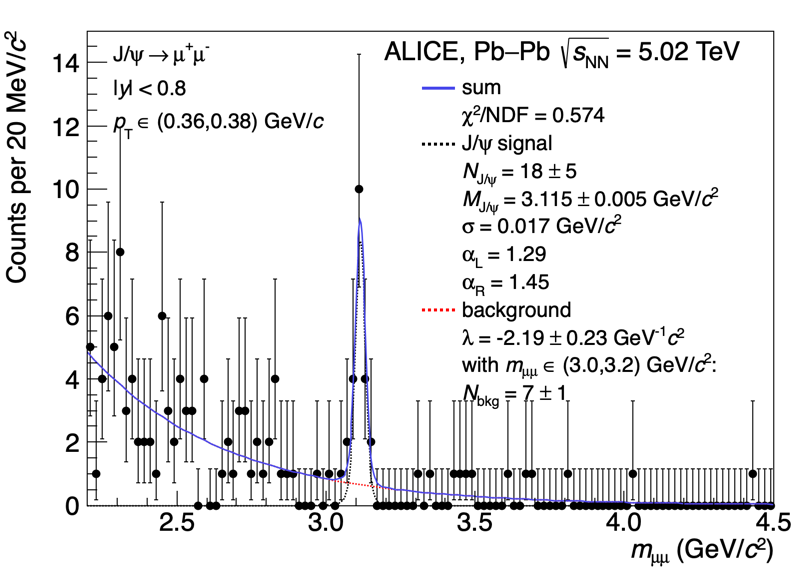 ALICE, Pb–Pb √sNN = 5.02 TeV
J/ψ → μ⁺μ⁻
|y| < 0.8
pT ∈ (0.36,0.38) GeV/c
sum
χ²/NDF = 0.574
J/ψ signal
NJ/ψ = 18 ± 5
MJ/ψ = 3.115 ± 0.005 GeV/c²
σ = 0.017 GeV/c²
αL = 1.29
αR = 1.45
background
λ = -2.19 ± 0.23 GeV⁻¹c²
with mμμ ∈ (3.0,3.2) GeV/c²:
Nbkg = 7 ± 1
Counts per 20 MeV/c²
14
12
10
8
6
4
2
0
2.5 3.0 3.5 4.0 4.5
mμμ (GeV/c²)